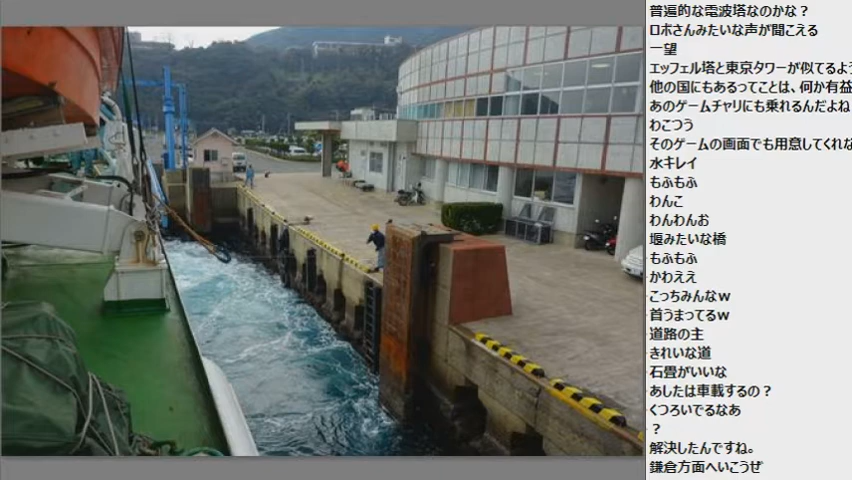 普遍的な電波塔なのかな？
ロボさんみたいな声が聞こえる
一望
エッフェル塔と東京タワーが似てるよう
他の国にもあるってことは、何か有益
あのゲームチャリにも乗れるんだよね
わこつう
そのゲームの画面でも用意してくれな
水キレイ
もふもふ
わんこ
わんわんお
堰みたいな橋
もふもふ
かわええ
こっちみんなｗ
首うまってるｗ
道路の主
きれいな道
石畳がいいな
あしたは車載するの？
くつろいでるなあ
？
解決したんですね。
鎌倉方面へいこうぜ